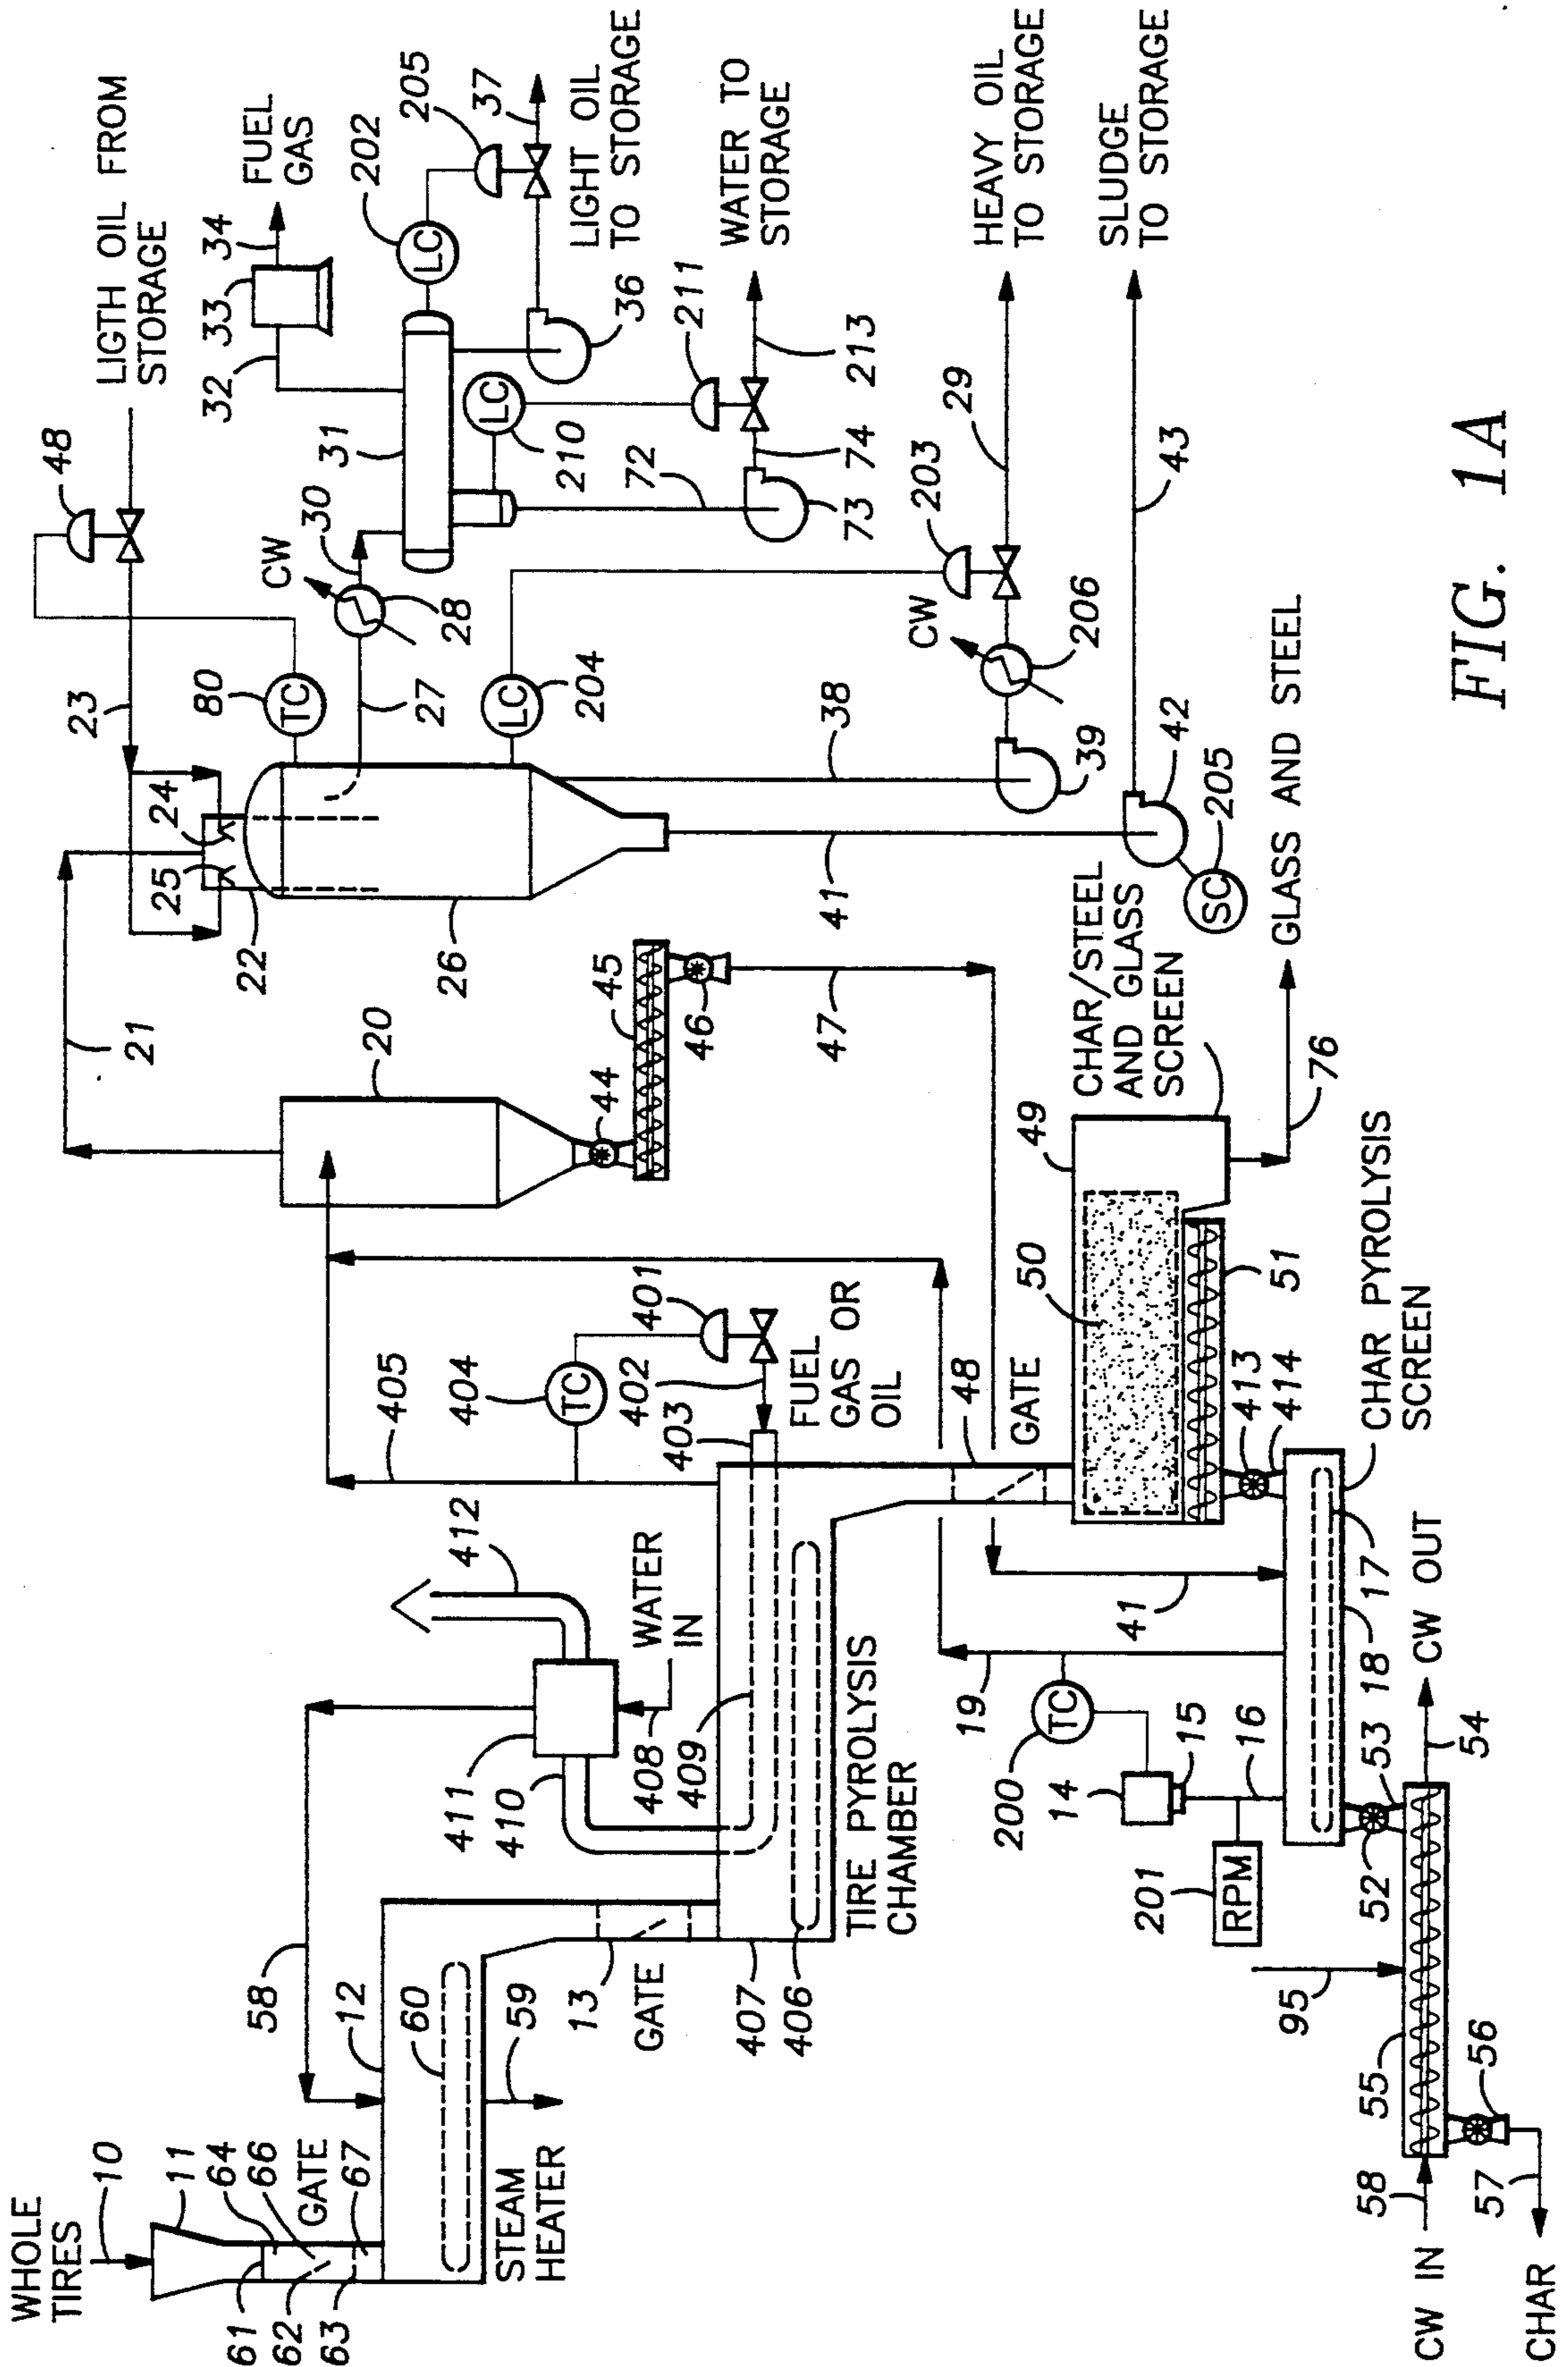 WHOLE
TIRES
10
11
61
64
62
66
GATE
63
67
STEAM
HEATER
58
12
60
59
13
GATE
407
406
TIRE PYROLYSIS
CHAMBER
411
410
412
WATER
IN
408
409
405
404
TC
402
401
403
FUEL
GAS OR
OIL
21
20
44
45
46
47
48
GATE
LIGTH OIL FROM
STORAGE
48
23
24
25
22
26
80
TC
27
CW
28
30
31
32
33
34
FUEL
GAS
LC
202
205
37
LIGHT OIL
TO STORAGE
36
LC
210
211
72
73
74
213
WATER TO
STORAGE
LC
204
38
39
CW
206
203
29
HEAVY OIL
TO STORAGE
41
42
SC
205
43
SLUDGE
TO STORAGE
CHAR/STEEL
AND GLASS
SCREEN
49
50
51
76
GLASS AND STEEL
413
414
CHAR PYROLYSIS
SCREEN
41
19
200
TC
14
15
16
201
RPM
17
18
52
53
54
CW OUT
95
55
56
57
58
CW IN
CHAR
FIG. 1A